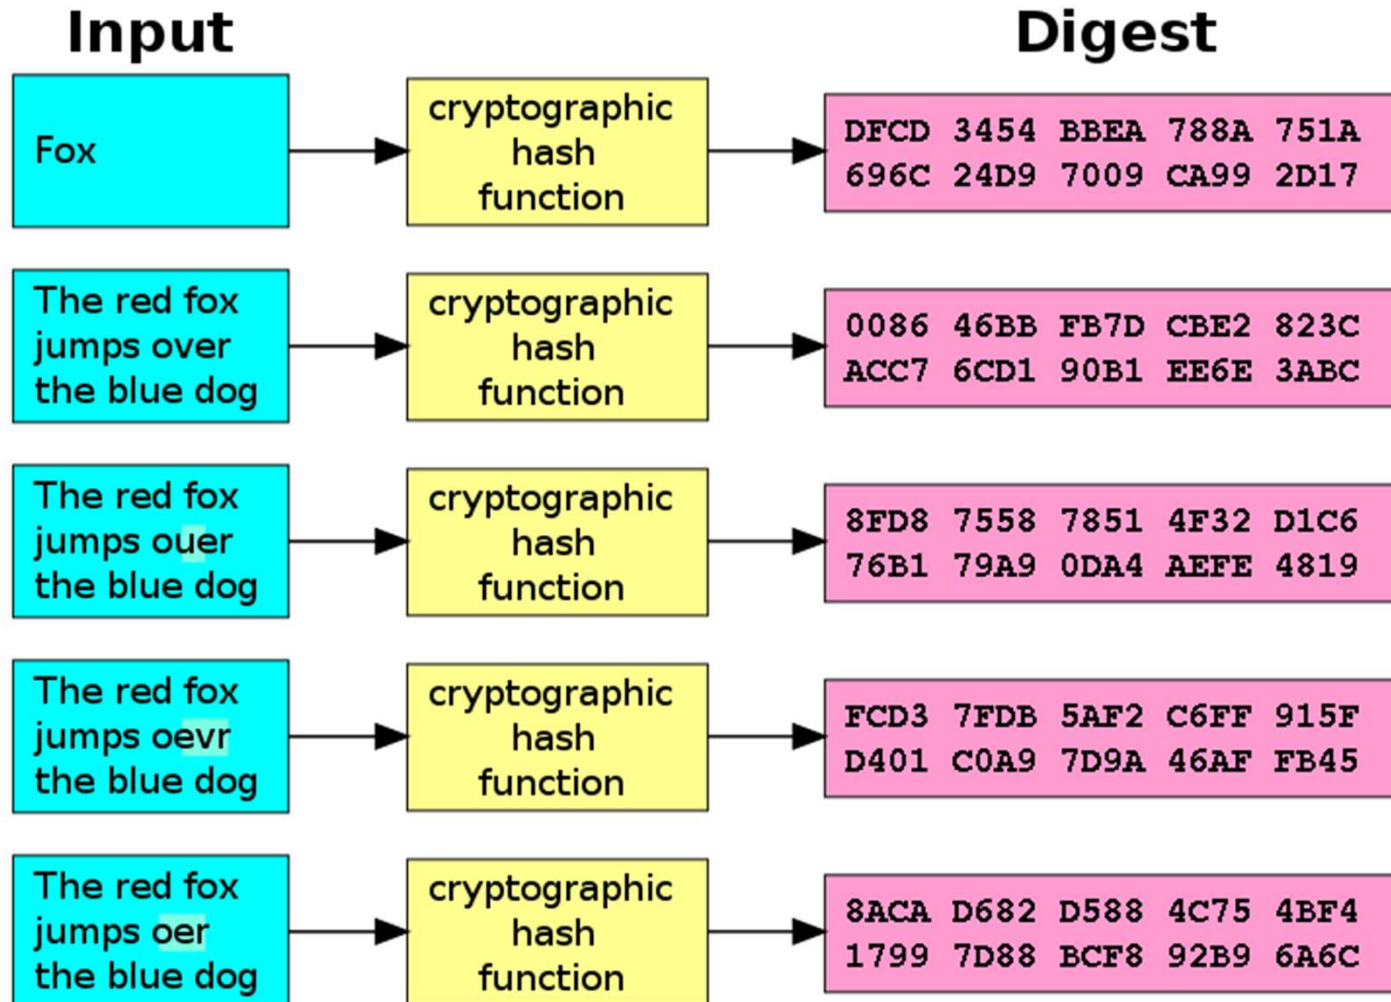 Input
Digest
Fox
cryptographic
hash
function
DFCD 3454 BBEA 788A 751A
696C 24D9 7009 CA99 2D17
The red fox
jumps over
the blue dog
cryptographic
hash
function
0086 46BB FB7D CBE2 823C
ACC7 6CD1 90B1 EE6E 3ABC
The red fox
jumps ouer
the blue dog
cryptographic
hash
function
8FD8 7558 7851 4F32 D1C6
76B1 79A9 0DA4 AEFE 4819
The red fox
jumps oevr
the blue dog
cryptographic
hash
function
FCD3 7FDB 5AF2 C6FF 915F
D401 C0A9 7D9A 46AF FB45
The red fox
jumps oer
the blue dog
cryptographic
hash
function
8ACA D682 D588 4C75 4BF4
1799 7D88 BCF8 92B9 6A6C